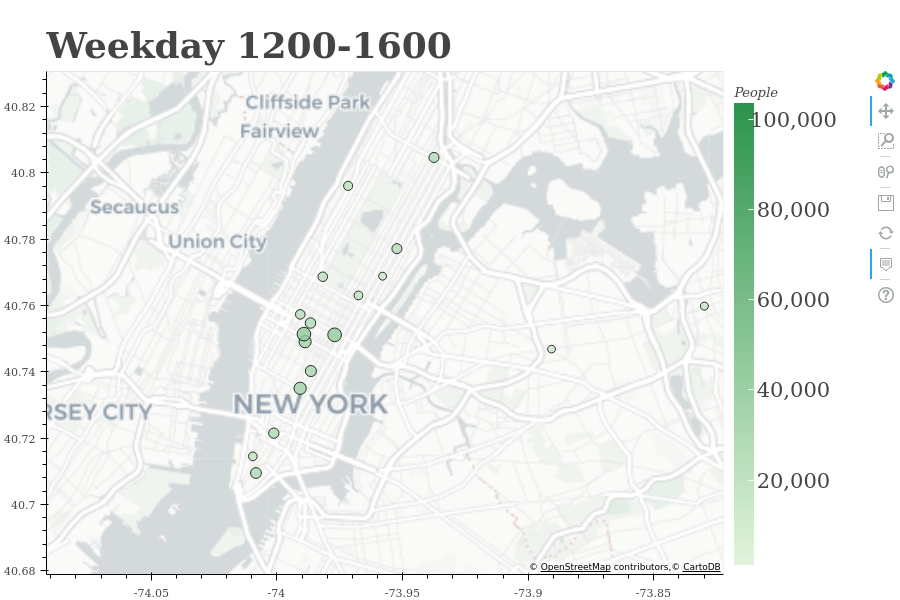 Weekday 1200-1600
People
Cliffside Park
Fairview
Secaucus
Union City
RSEY CITY
NEW YORK
40.82
40.8
40.78
40.76
40.74
40.72
40.7
40.68
-74.05
-74
-73.95
-73.9
-73.85
100,000
80,000
60,000
40,000
20,000
© OpenStreetMap contributors,© CartoDB